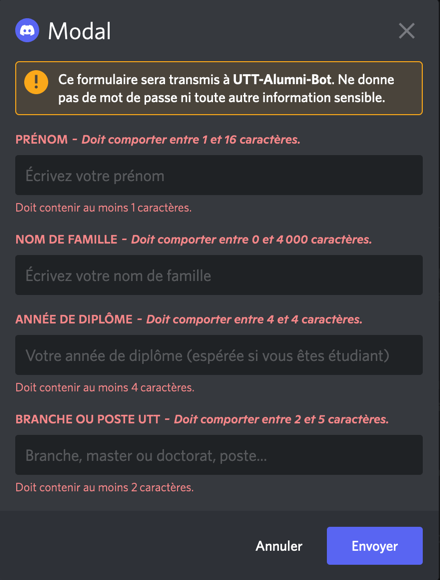 Modal
Ce formulaire sera transmis à UTT-Alumni-Bot. Ne donne
pas de mot de passe ni toute autre information sensible.
PRÉNOM - Doit comporter entre 1 et 16 caractères.
Écrivez votre prénom
Doit contenir au moins 1 caractères.
NOM DE FAMILLE - Doit comporter entre 0 et 4 000 caractères.
Écrivez votre nom de famille
ANNÉE DE DIPLÔME - Doit comporter entre 4 et 4 caractères.
Votre année de diplôme (espérée si vous êtes étudiant)
Doit contenir au moins 4 caractères.
BRANCHE OU POSTE UTT - Doit comporter entre 2 et 5 caractères.
Branche, master ou doctorat, poste...
Doit contenir au moins 2 caractères.
Annuler Envoyer